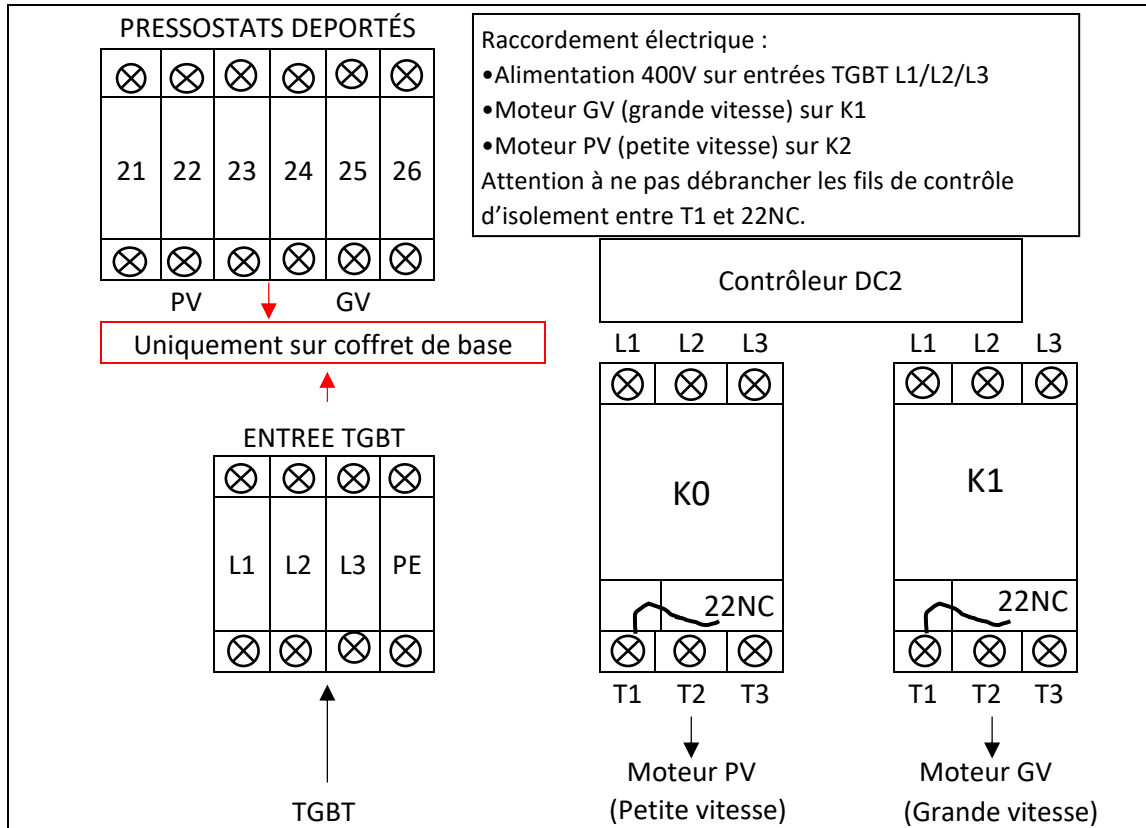 PRESSOSTATS DEPORTÉS
21 22 23 24 25 26
PV GV
Uniquement sur coffret de base
Raccordement électrique :
•Alimentation 400V sur entrées TGBT L1/L2/L3
•Moteur GV (grande vitesse) sur K1
•Moteur PV (petite vitesse) sur K2
Attention à ne pas débrancher les fils de contrôle
d’isolement entre T1 et 22NC.
Contrôleur DC2
ENTREE TGBT
L1 L2 L3 PE
TGBT
L1 L2 L3
K0
22NC
T1 T2 T3
Moteur PV
(Petite vitesse)
L1 L2 L3
K1
22NC
T1 T2 T3
Moteur GV
(Grande vitesse)